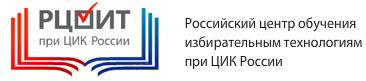 РЦОИТ
при ЦИК России
Российский центр обучения
избирательным технологиям
при ЦИК России